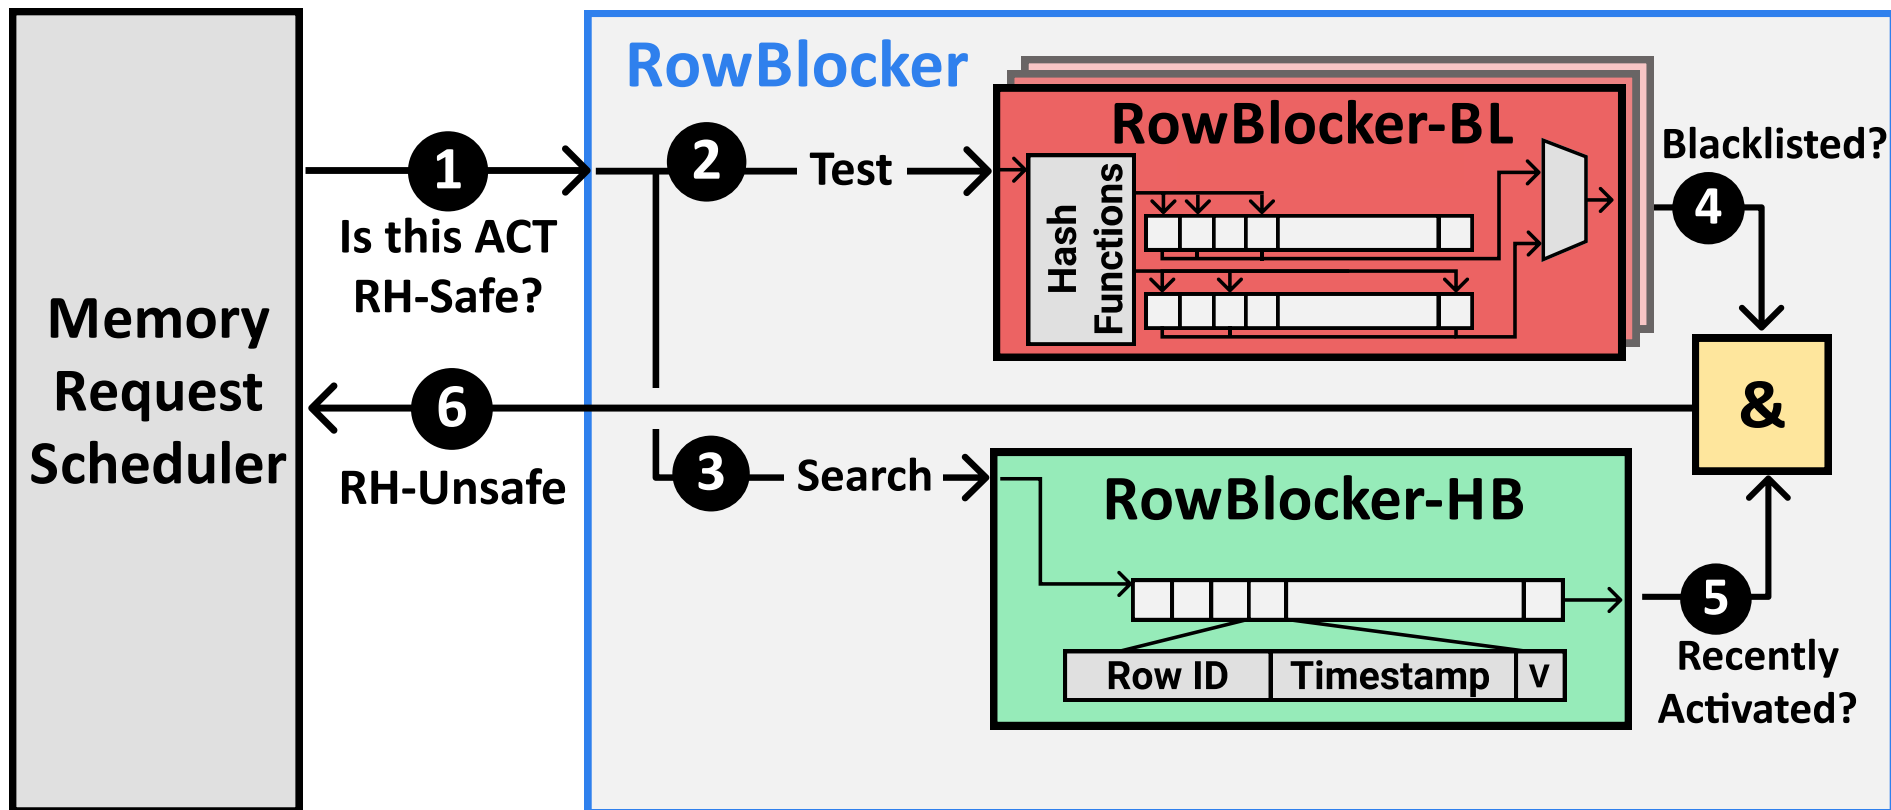 Memory
Request
Scheduler
1
Is this ACT
RH-Safe?
6
RH-Unsafe
RowBlocker
2
Test
3
Search
RowBlocker-BL
Hash
Functions
Blacklisted?
4
&
RowBlocker-HB
Row ID
Timestamp
V
5
Recently
Activated?